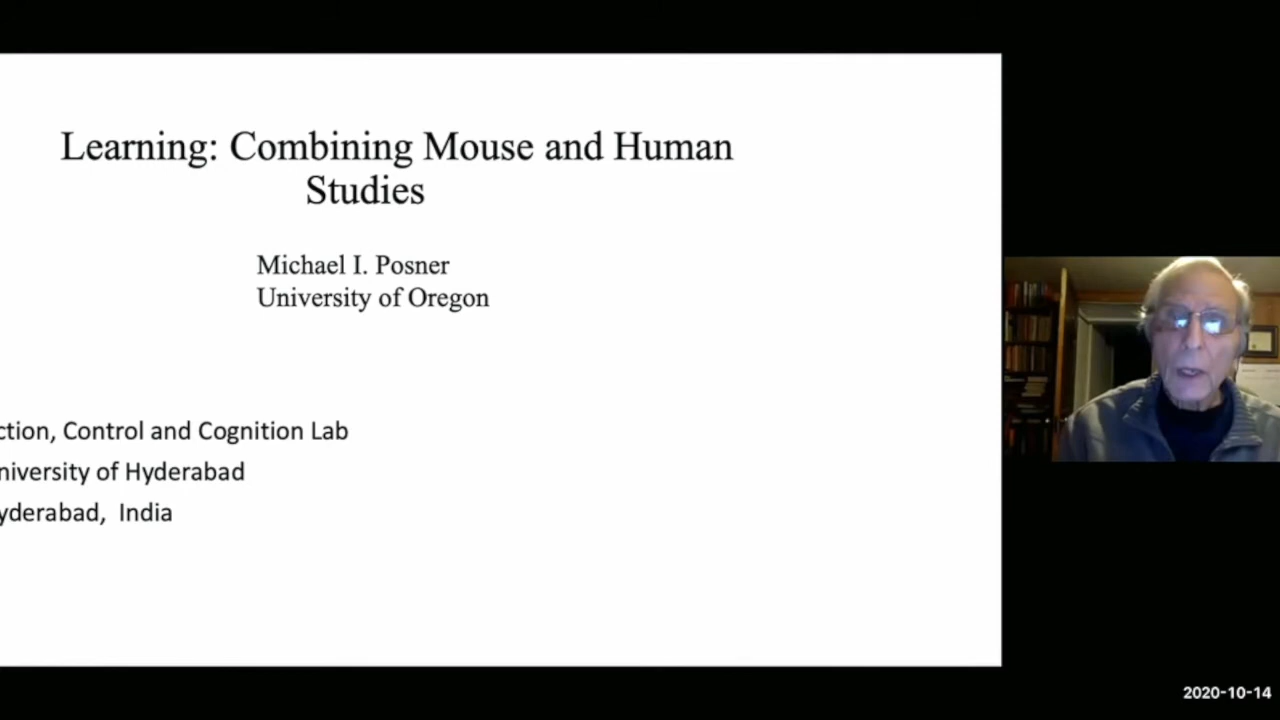 Learning: Combining Mouse and Human
Studies
Michael I. Posner
University of Oregon
ction, Control and Cognition Lab
niversity of Hyderabad
yderabad, India
2020-10-14